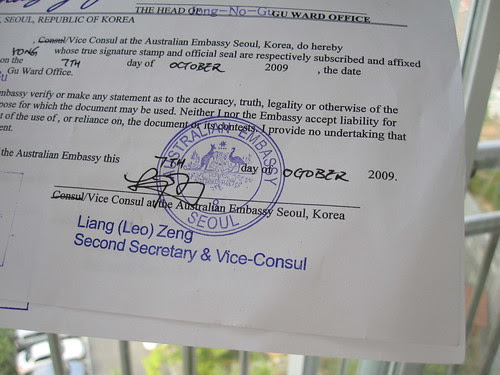 THE HEAD OF Jong-No-Gu GU WARD OFFICE
, SEOUL, REPUBLIC OF KOREA
, Consul/Vice Consul at the Australian Embassy Seoul, Korea, do hereby
YONG whose true signature stamp and official seal are respectively subscribed and affixed
on the 7TH day of OCTOBER 2009 , the date
Gu Ward Office.
mbassy verify or make any statement as to the accuracy, truth, legality or otherwise of the
pose for which the document may be used. Neither I nor the Embassy accept liability for
t of the use of , or reliance on, the document or its contests. I provide no undertaking that
ent.
the Australian Embassy this 7TH day of OCTOBER 2009.
AUSTRALIAN EMBASSY
SEOUL
Consul/Vice Consul at the Australian Embassy Seoul, Korea
Liang (Leo) Zeng
Second Secretary & Vice-Consul